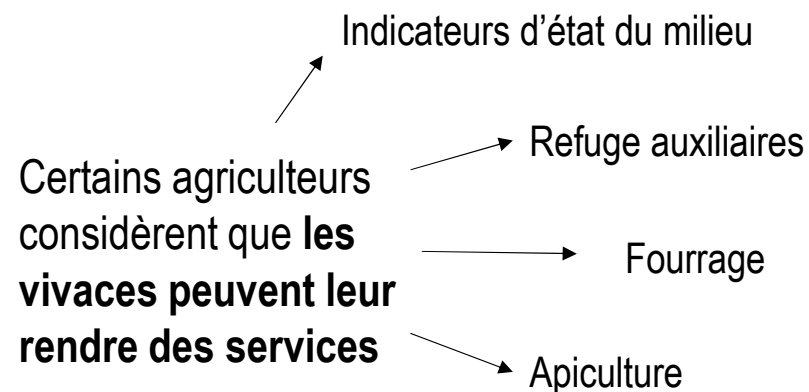 Indicateurs d’état du milieu
Refuge auxiliaires
Certains agriculteurs
considèrent que les
vivaces peuvent leur
rendre des services
Fourrage
Apiculture